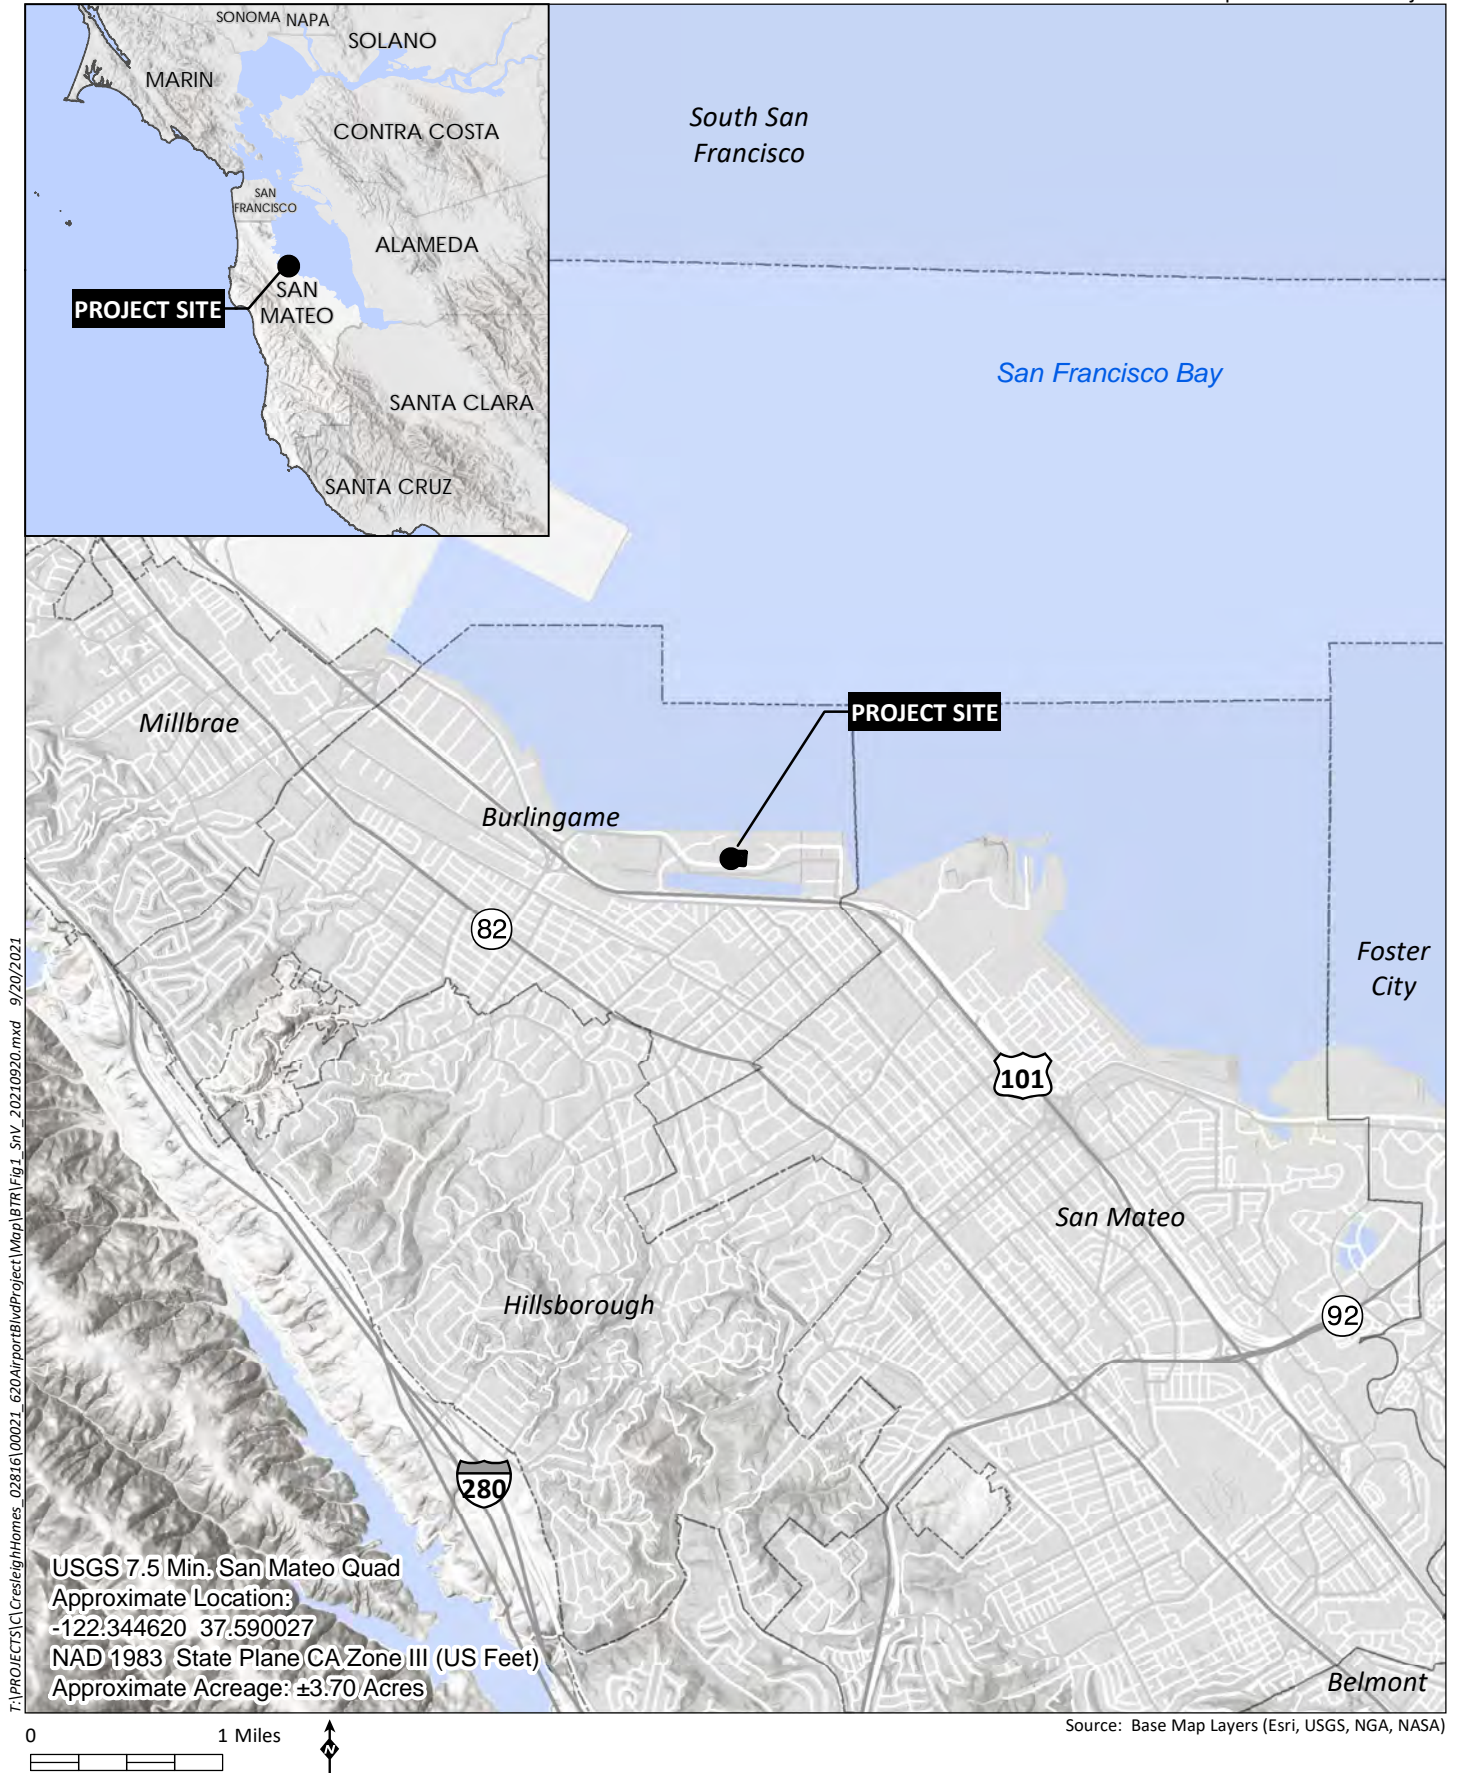 SONOMA NAPA
SOLANO
MARIN
CONTRA COSTA
SAN
FRANCISCO
ALAMEDA
PROJECT SITE
SAN
MATEO
SANTA CLARA
SANTA CRUZ
South San
Francisco
San Francisco Bay
Millbrae
PROJECT SITE
Burlingame
82
Foster
City
101
San Mateo
Hillsborough
92
280
USGS 7.5 Min. San Mateo Quad
Approximate Location:
-122.344620 37.590027
NAD 1983 State Plane CA Zone III (US Feet)
Approximate Acreage: ±3.70 Acres
Belmont
T:\PROJECTS\C\CresleighHomes_02816\00021_620AirportBlvdProject\Map\BTR\Fig1_SnV_20210920.mxd 9/20/2021
0 1 Miles
N
Source: Base Map Layers (Esri, USGS, NGA, NASA)